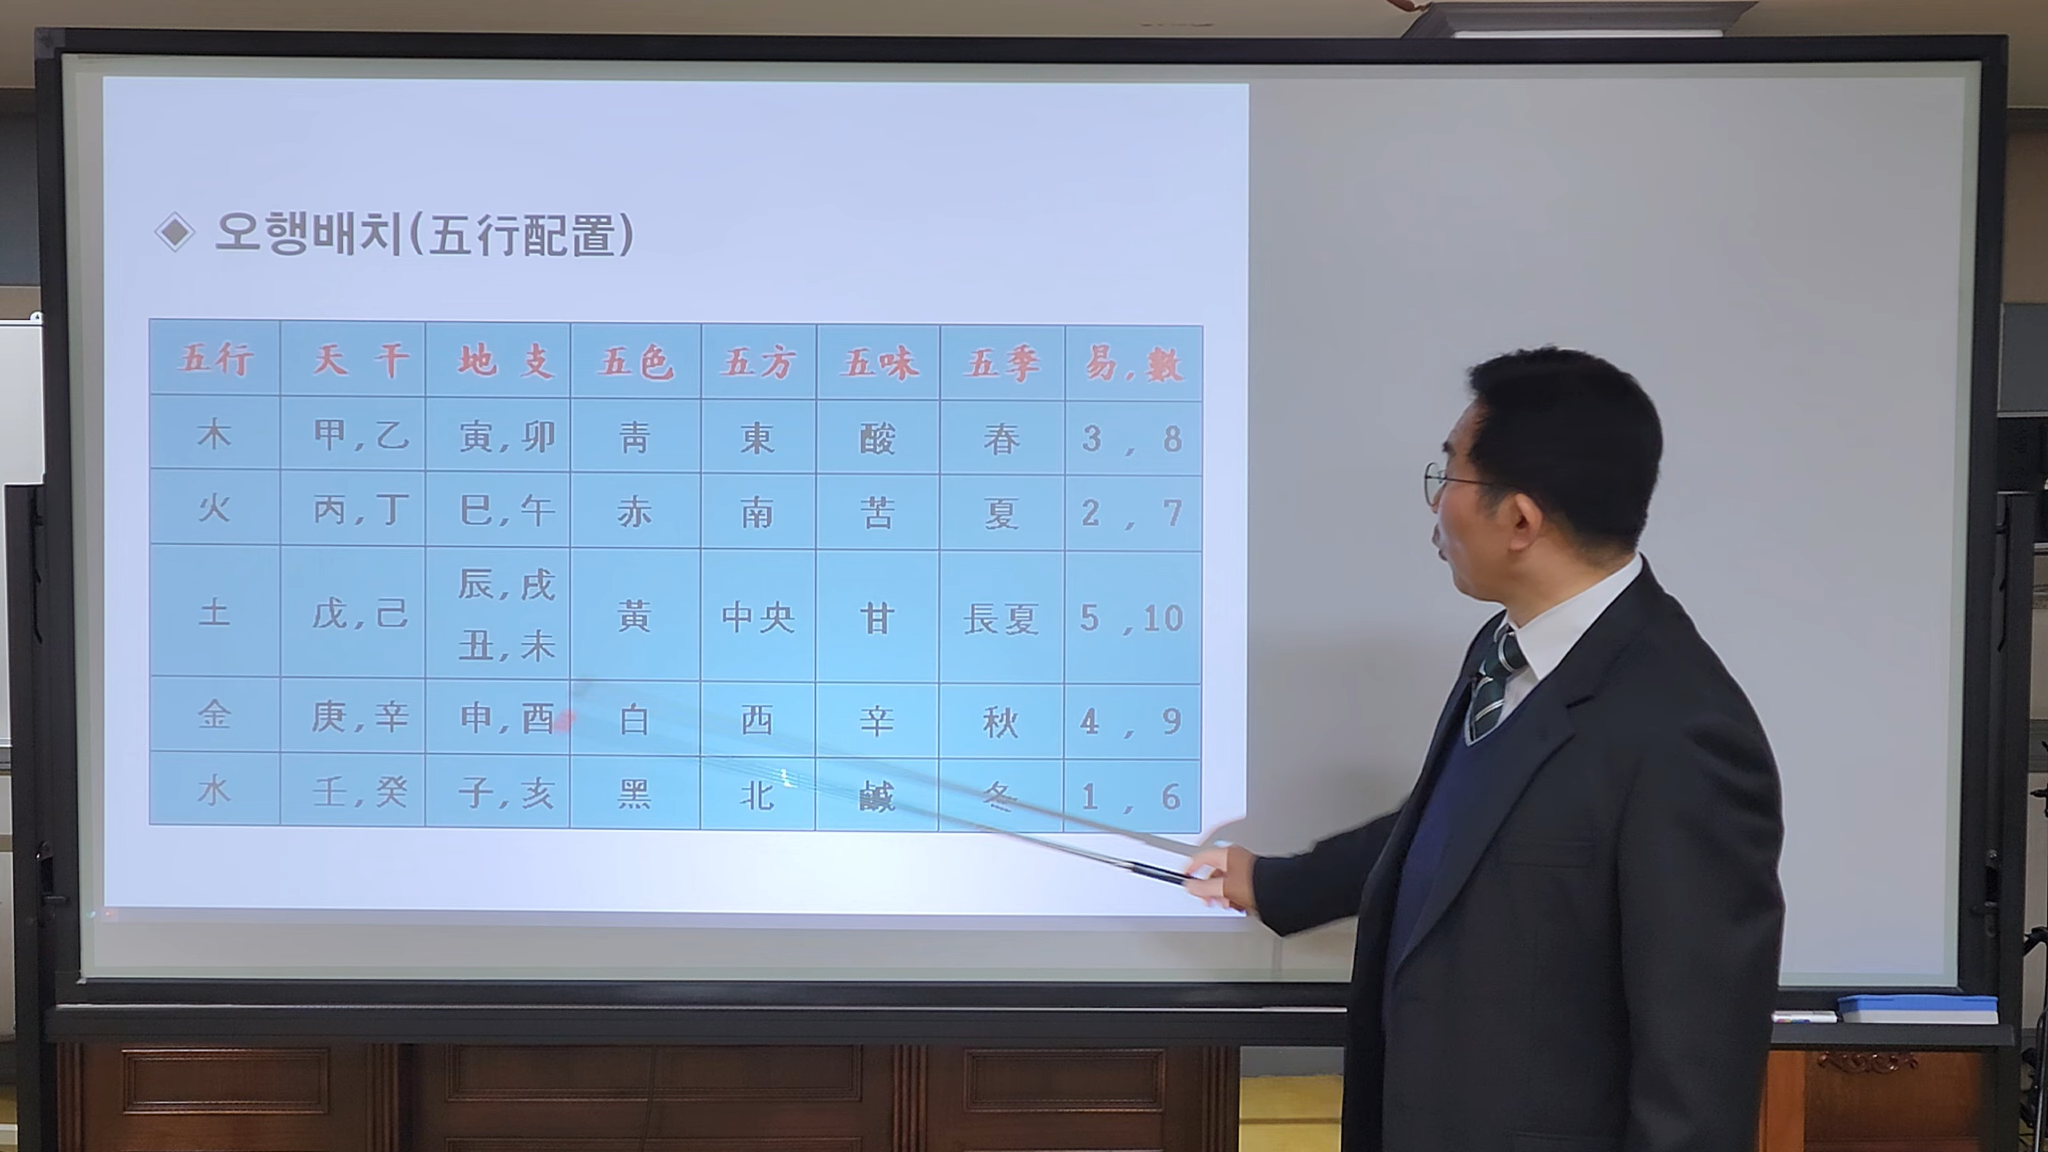 오행배치(五行配置)
五行 天干 地支 五色 五方 五味 五季 易,數
木 甲,乙 寅,卯 靑 東 酸 春 3 , 8
火 丙,丁 巳,午 赤 南 苦 夏 2 , 7
土 戊,己 辰,戌 丑,未 黃 中央 甘 長夏 5 ,10
金 庚,辛 申,酉 白 西 辛 秋 4 , 9
水 壬,癸 子,亥 黑 北 鹹 冬 1 , 6